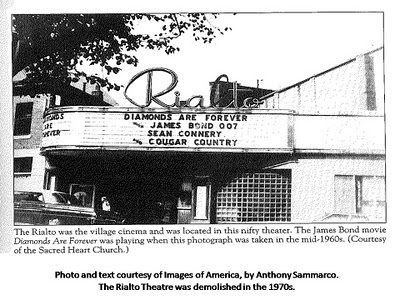 Rialto
ARE
FOREVER
DIAMONDS ARE FOREVER
JAMES BOND 007
SEAN CONNERY
COUGAR COUNTRY
The Rialto was the village cinema and was located in this nifty theater. The James Bond movie
Diamonds Are Forever was playing when this photograph was taken in the mid-1960s. (Courtesy
of the Sacred Heart Church.)
Photo and text courtesy of Images of America, by Anthony Sammarco.
The Rialto Theatre was demolished in the 1970s.